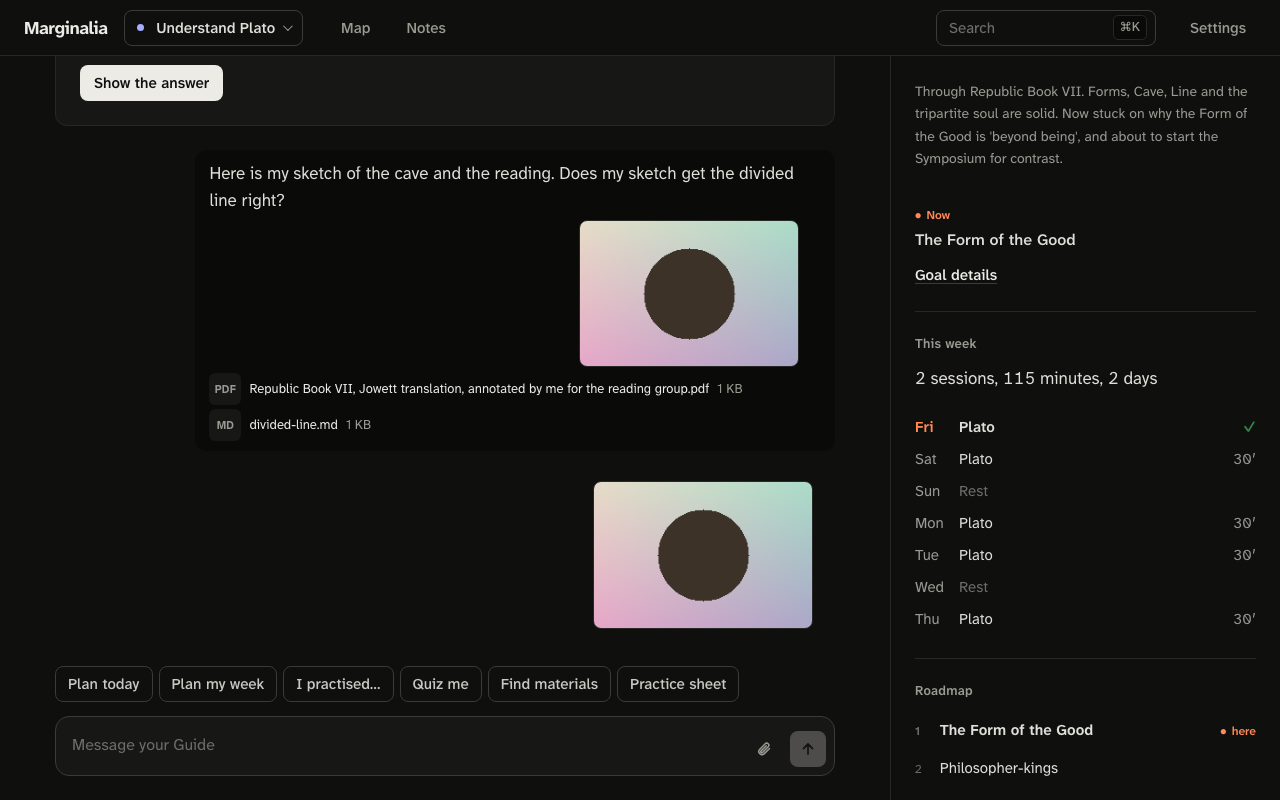 Marginalia
Understand Plato
Map
Notes
Search
⌘K
Settings
Show the answer
Here is my sketch of the cave and the reading. Does my sketch get the divided
line right?
PDF Republic Book VII, Jowett translation, annotated by me for the reading group.pdf 1 KB
MD divided-line.md 1 KB
Plan today
Plan my week
I practised...
Quiz me
Find materials
Practice sheet
Message your Guide
Through Republic Book VII. Forms, Cave, Line and the
tripartite soul are solid. Now stuck on why the Form of
the Good is 'beyond being', and about to start the
Symposium for contrast.
Now
The Form of the Good
Goal details
This week
2 sessions, 115 minutes, 2 days
Fri Plato ✓
Sat Plato 30′
Sun Rest
Mon Plato 30′
Tue Plato 30′
Wed Rest
Thu Plato 30′
Roadmap
1 The Form of the Good here
2 Philosopher-kings